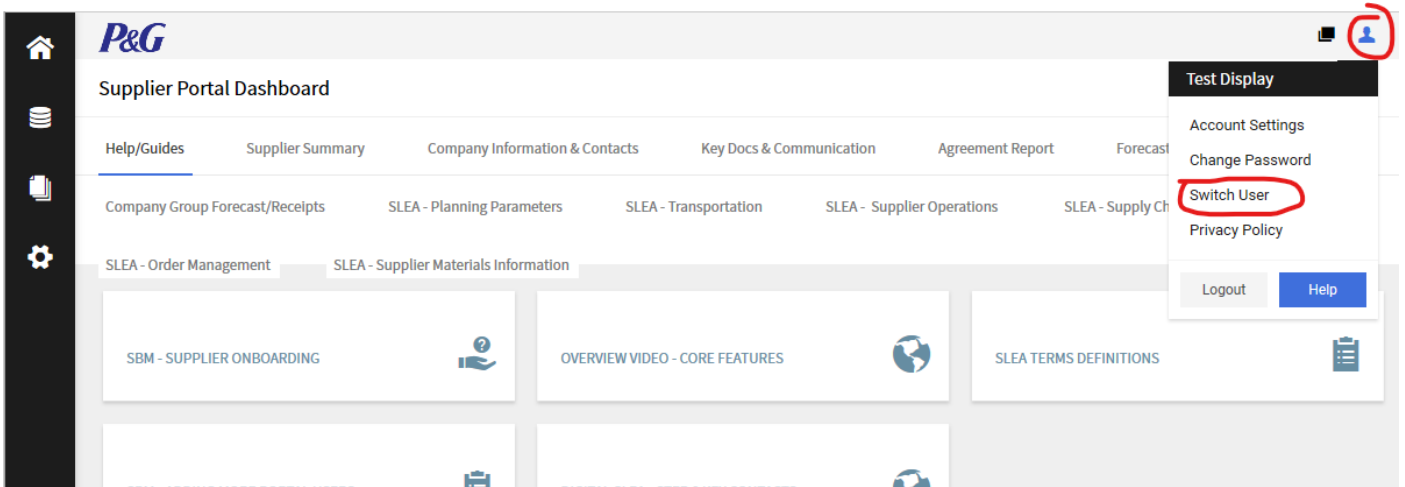 P&G
Supplier Portal Dashboard
Test Display
Account Settings
Change Password
Switch User
Privacy Policy
Logout Help
Help/Guides Supplier Summary Company Information & Contacts Key Docs & Communication Agreement Report Forecast
Company Group Forecast/Receipts SLEA - Planning Parameters SLEA - Transportation SLEA - Supplier Operations SLEA - Supply Ch
SLEA - Order Management SLEA - Supplier Materials Information
SBM - SUPPLIER ONBOARDING OVERVIEW VIDEO - CORE FEATURES SLEA TERMS DEFINITIONS